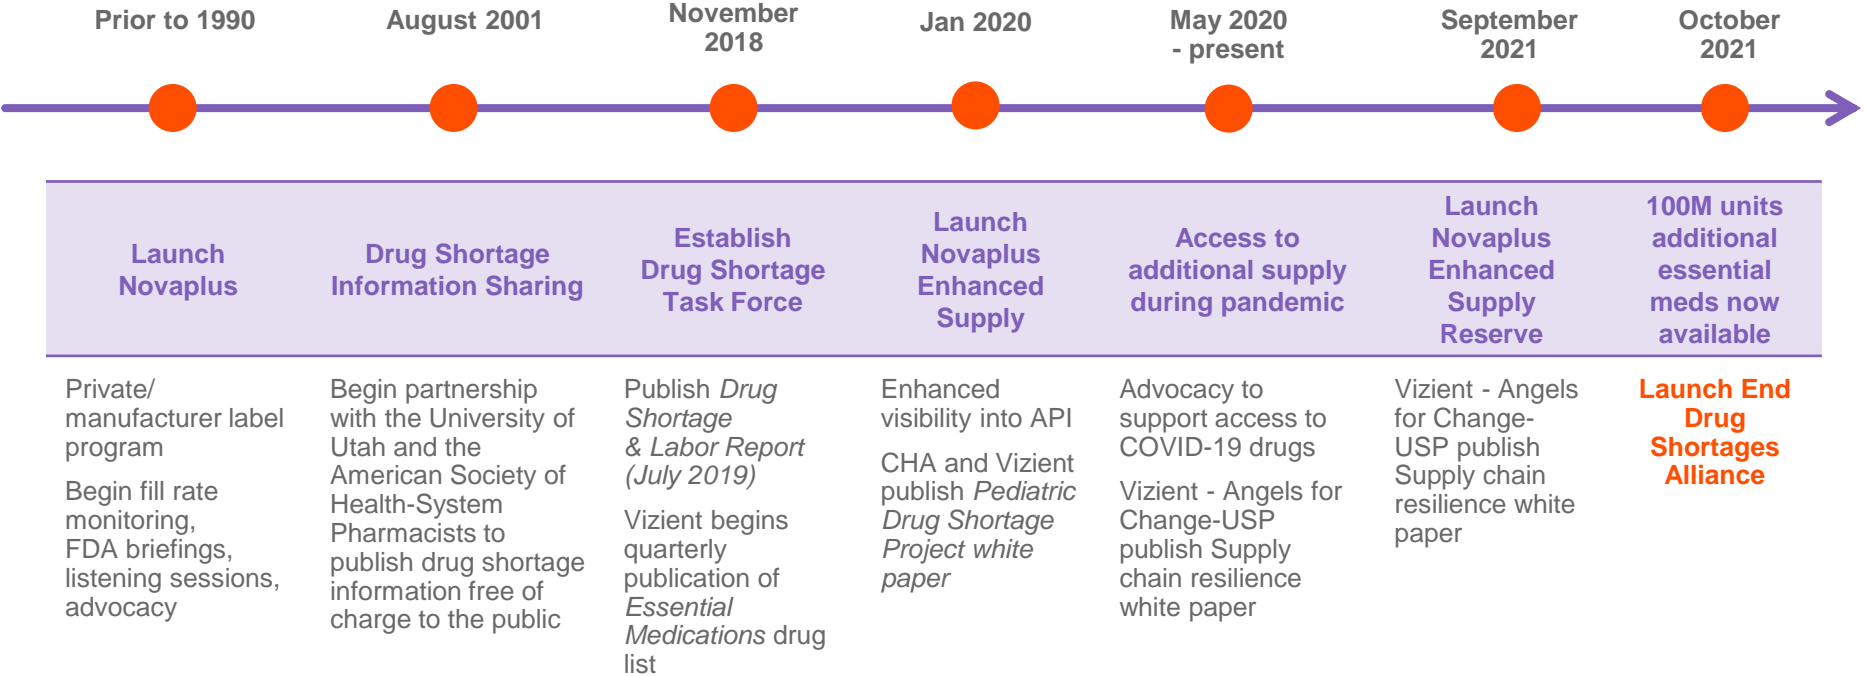 Prior to 1990
August 2001
November
2018
Jan 2020
May 2020
- present
September
2021
October
2021
Launch
Novaplus
Drug Shortage
Information Sharing
Establish
Drug Shortage
Task Force
Launch
Novaplus
Enhanced
Supply
Access to
additional supply
during pandemic
Launch
Novaplus
Enhanced
Supply
Reserve
100M units
additional
essential
meds now
available
Private/
manufacturer label
program
Begin fill rate
monitoring,
FDA briefings,
listening sessions,
advocacy
Begin partnership
with the University of
Utah and the
American Society of
Health-System
Pharmacists to
publish drug shortage
information free of
charge to the public
Publish Drug
Shortage
& Labor Report
(July 2019)
Vizient begins
quarterly
publication of
Essential
Medications drug
list
Enhanced
visibility into API
CHA and Vizient
publish Pediatric
Drug Shortage
Project white
paper
Advocacy to
support access to
COVID-19 drugs
Vizient - Angels for
Change-USP
publish Supply
chain resilience
white paper
Vizient - Angels
for Change-
USP publish
Supply chain
resilience white
paper
Launch End
Drug
Shortages
Alliance